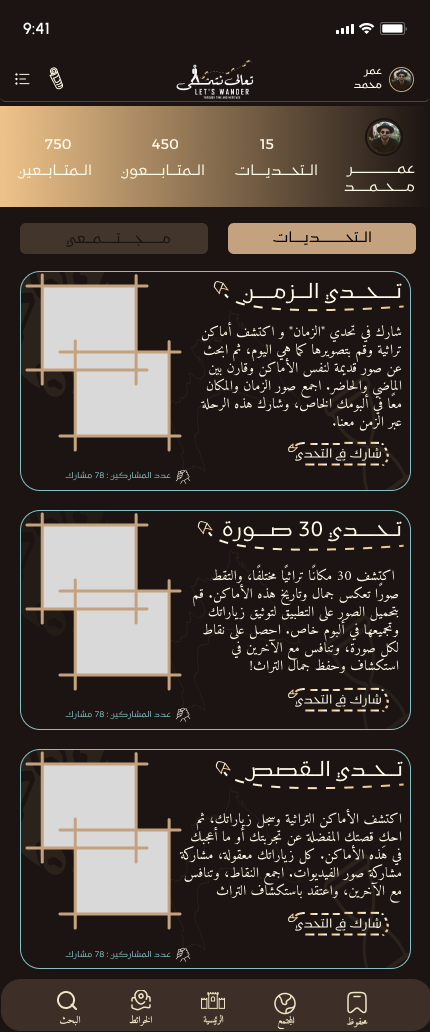 9:41
عمر
محمد
تعالى نتمشى
LET'S WANDER
750
450
15
المتابعين
المتابعون
التحديات
عمر
محمد
مجتمعي
التحديات
تحدي الزمن
شارك في تحدي "الزمان" و اكتشف أماكن
تراثية وقم بتصويرها كما هي اليوم، ثم ابحث
عن صور قديمة لنفس الأماكن وقارن بين
الماضي والحاضر. اجمع صور الزمان والمكان
معًا في ألبومك الخاص، وشارك هذه الرحلة
عبر الزمن معنا.
شارك في التحدي
عدد المشاركين : 78 مشارك
تحدي 30 صورة
اكتشف 30 مكانًا تراثيًا مختلفًا، والتقط
صورًا تعكس جمال وتاريخ هذه الأماكن. قم
بتحميل الصور على التطبيق لتوثيق زياراتك
وتجميعها في ألبوم خاص. احصل على نقاط
لكل صورة، وتنافس مع الآخرين في
استكشاف وحفظ جمال التراث!
شارك في التحدي
عدد المشاركين : 78 مشارك
تحدي القصص
اكتشف الأماكن التراثية وسجل زياراتك، ثم
احكِ قصتك المفضلة عن تجربتك أو ما أعجبك
في هذه الأماكن. كل زياراتك معقولة، مشاركة
مشاركة صور الفيديوات. اجمع النقاط، وتنافس
مع الآخرين، واعتقد باستكشاف التراث
شارك في التحدي
عدد المشاركين : 78 مشارك
محفوظ
المجتمع
الرئيسية
الخرائط
البحث